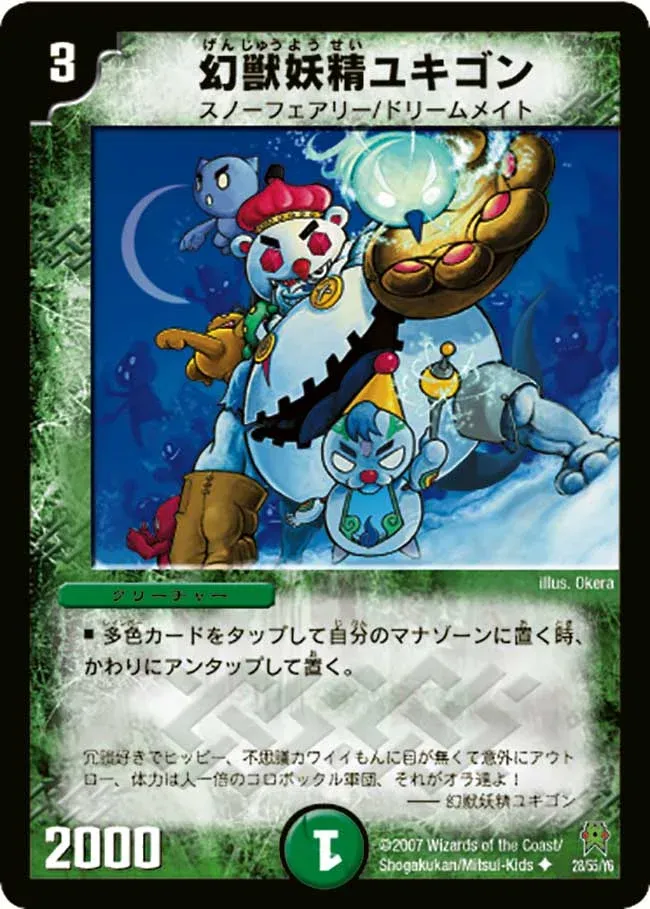 3
げんじゅうようせい
幻獣妖精ユキゴン
スノーフェアリー/ドリームメイト
illus. Okera
クリーチャー
■ 多色カードをタップして自分のマナゾーンに置く時、
かわりにアンタップして置く。
冗談好きでヒッピー、不思議カワイイもんに目が無くて意外にアウト
ロー、体力は人一倍のコロボックル軍団、それがオラ達よ！
―― 幻獣妖精ユキゴン
2000
1
©2007 Wizards of the Coast/
Shogakukan/Mitsui-Kids ◆
28/55/Y6